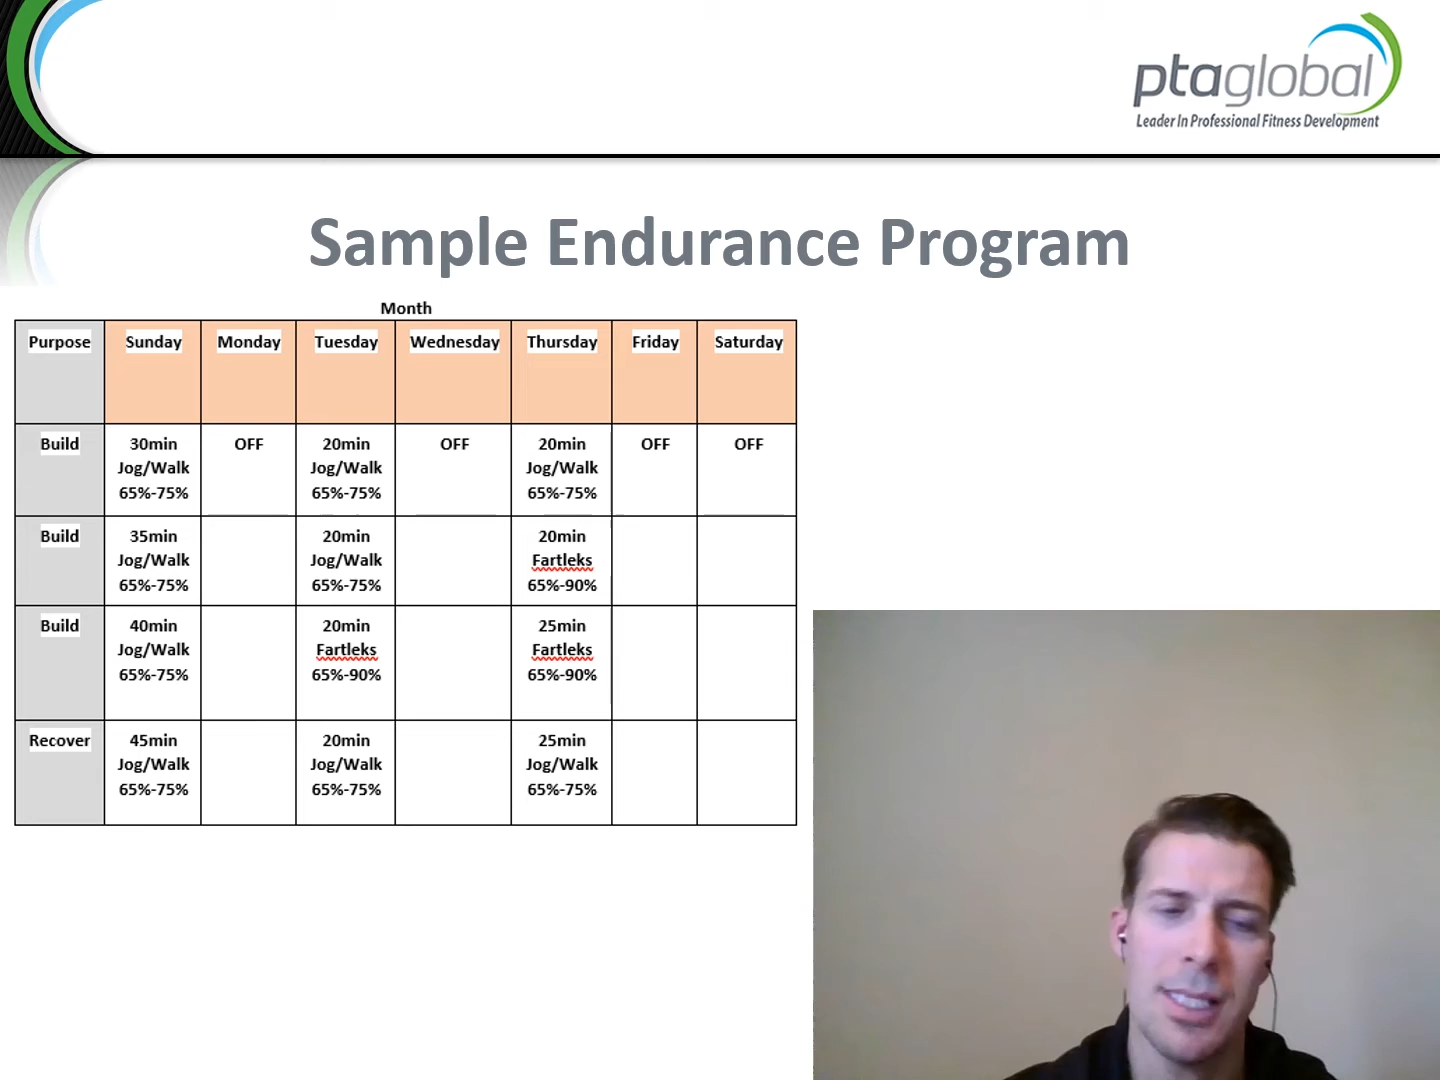 ptaglobal
Leader In Professional Fitness Development
Sample Endurance Program
Month
Purpose Sunday Monday Tuesday Wednesday Thursday Friday Saturday
Build 30min OFF 20min OFF 20min OFF OFF
Jog/Walk Jog/Walk Jog/Walk
65%-75% 65%-75% 65%-75%
Build 35min 20min 20min
Jog/Walk Jog/Walk Fartleks
65%-75% 65%-75% 65%-90%
Build 40min 20min 25min
Jog/Walk Fartleks Fartleks
65%-75% 65%-90% 65%-90%
Recover 45min 20min 25min
Jog/Walk Jog/Walk Jog/Walk
65%-75% 65%-75% 65%-75%